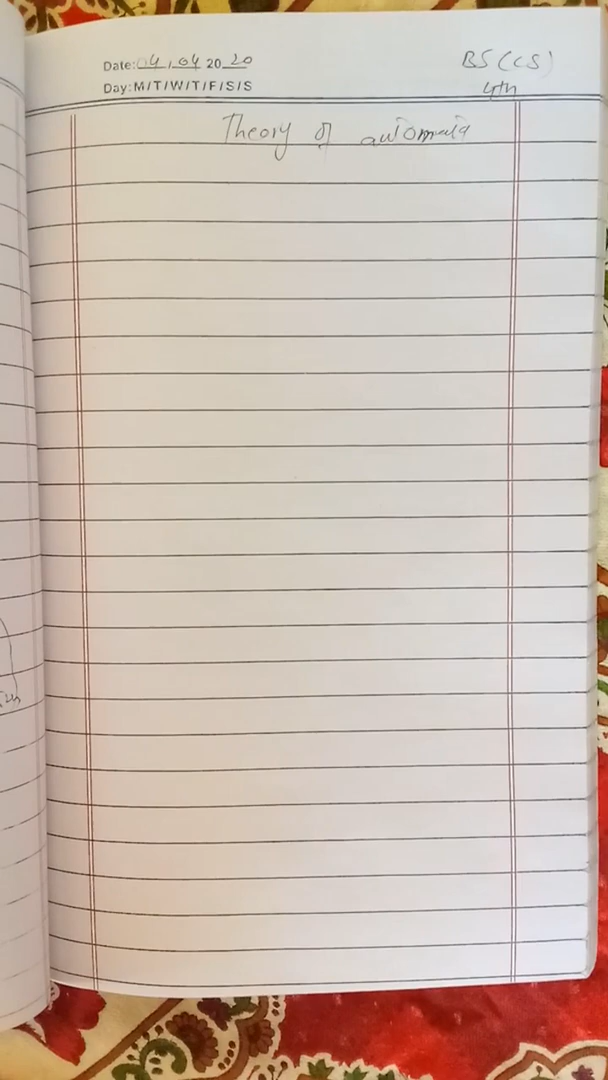 Date: 04, 04 20 20
BS (CS)
Day: M/T/W/T/F/S/S
4th
Theory of automata